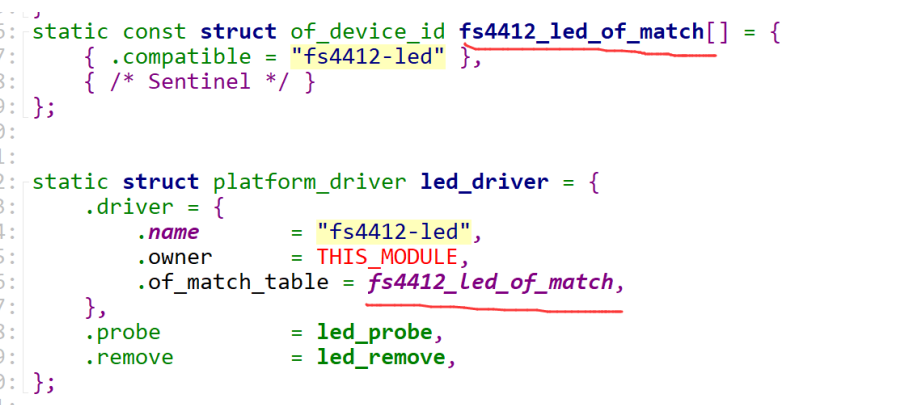 static const struct of_device_id fs4412_led_of_match[] = {
{ .compatible = "fs4412-led" },
{ /* Sentinel */ }
};
static struct platform_driver led_driver = {
.driver = {
.name = "fs4412-led",
.owner = THIS_MODULE,
.of_match_table = fs4412_led_of_match,
},
.probe = led_probe,
.remove = led_remove,
};